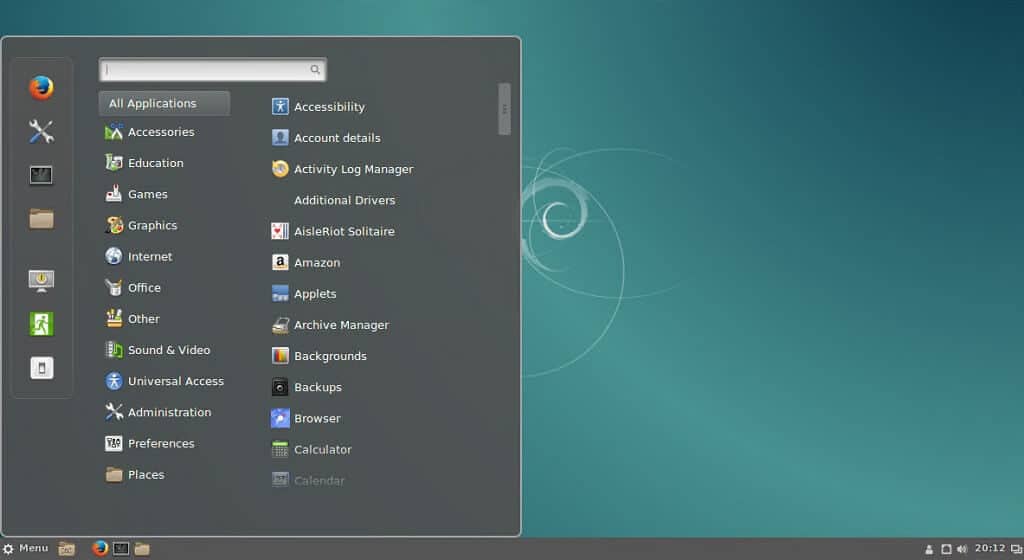 All Applications
Accessories
Education
Games
Graphics
Internet
Office
Other
Sound & Video
Universal Access
Administration
Preferences
Places
Accessibility
Account details
Activity Log Manager
Additional Drivers
AisleRiot Solitaire
Amazon
Applets
Archive Manager
Backgrounds
Backups
Browser
Calculator
Calendar
Menu
20:12